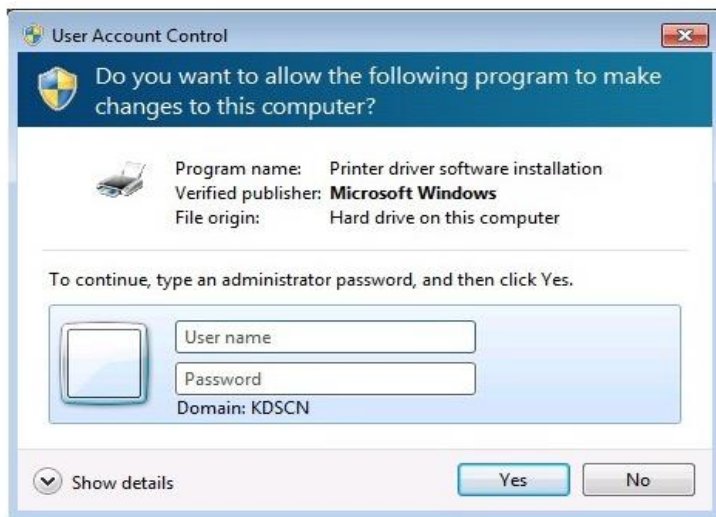 User Account Control
Do you want to allow the following program to make
changes to this computer?
Program name: Printer driver software installation
Verified publisher: Microsoft Windows
File origin: Hard drive on this computer
To continue, type an administrator password, and then click Yes.
User name
Password
Domain: KDSCN
Show details
Yes
No